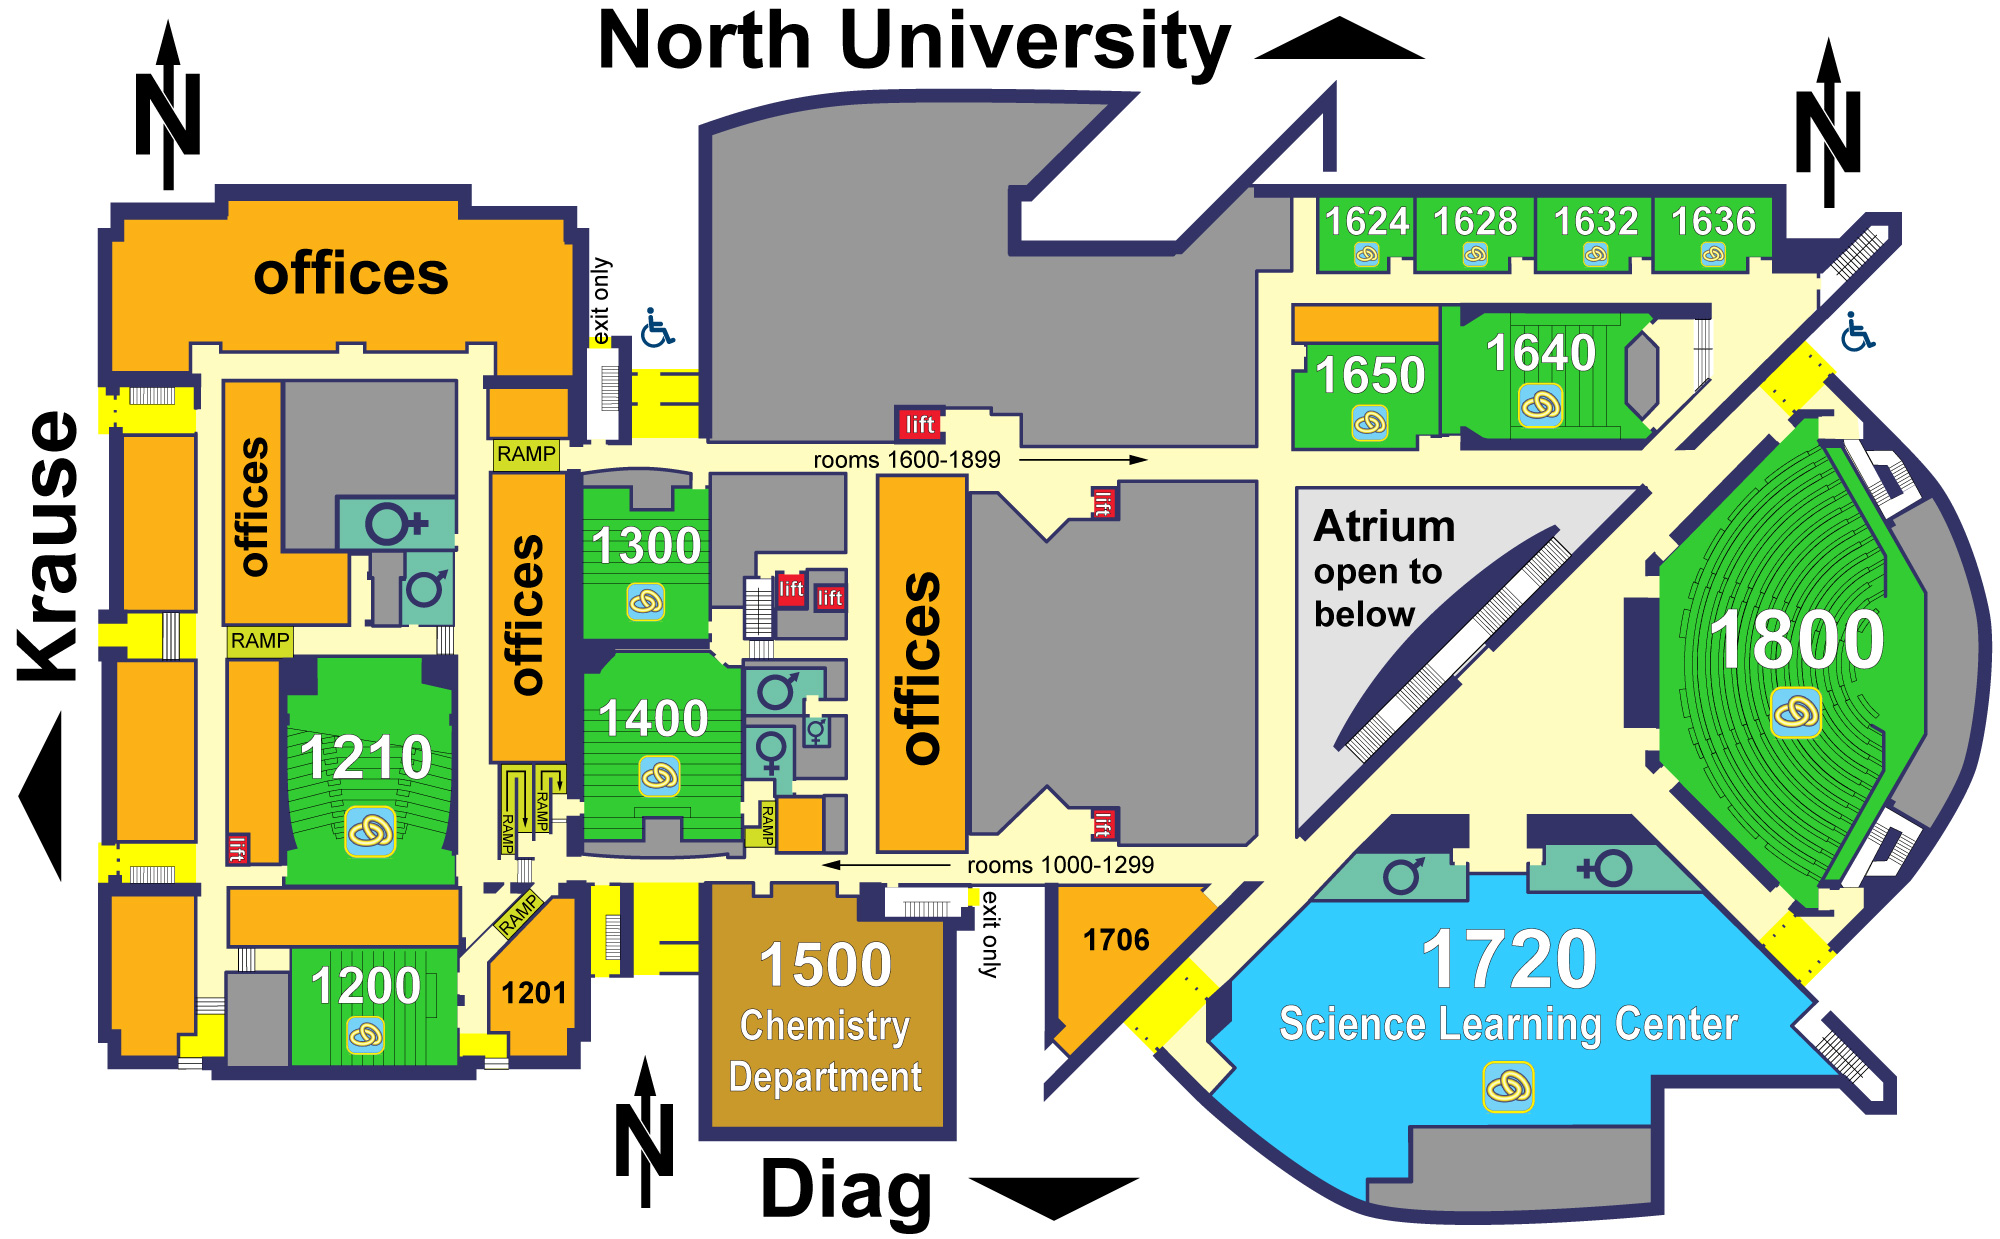 North University
N
N
1624
1628
1632
1636
offices
exit only
1650
1640
lift
Krause
offices
RAMP
rooms 1600-1899
lift
Atrium
open to
below
offices
1300
offices
lift
lift
RAMP
1800
1400
1210
RAMP
RAMP
RAMP
lift
lift
rooms 1000-1299
RAMP
exit only
1706
1500
Chemistry
Department
1720
Science Learning Center
1200
1201
N
Diag